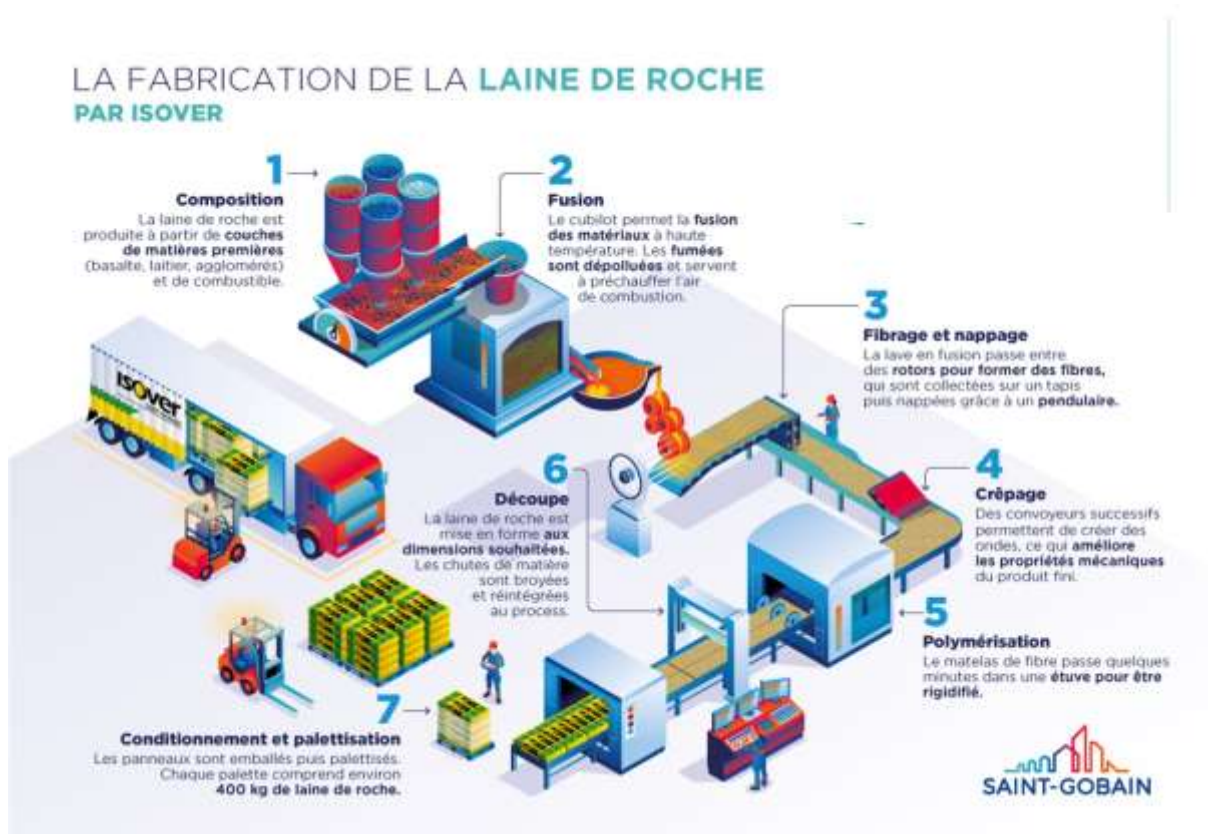 LA FABRICATION DE LA LAINE DE ROCHE
PAR ISOVER
1
Composition
La laine de roche est
produite à partir de couches
de matières premières
(basalte, laitier, agglomérés)
et de combustible.
2
Fusion
Le cubilot permet la fusion
des matériaux à haute
température. Les fumées
sont dépolluées et servent
à préchauffer l'air
de combustion.
3
Fibrage et nappage
La lave en fusion passe entre
des rotors pour former des fibres,
qui sont collectées sur un tapis
puis nappées grâce à un pendulaire.
4
Crêpage
Des convoyeurs successifs
permettent de créer des
ondes, ce qui améliore
les propriétés mécaniques
du produit fini.
5
Polymérisation
Le matelas de fibre passe quelques
minutes dans une étuve pour être
rigidifié.
6
Découpe
La laine de roche est
mise en forme aux
dimensions souhaitées.
Les chutes de matière
sont broyées
et réintégrées
au process.
7
Conditionnement et palettisation
Les panneaux sont emballés puis palettisés.
Chaque palette comprend environ
400 kg de laine de roche.
isover
SAINT-GOBAIN